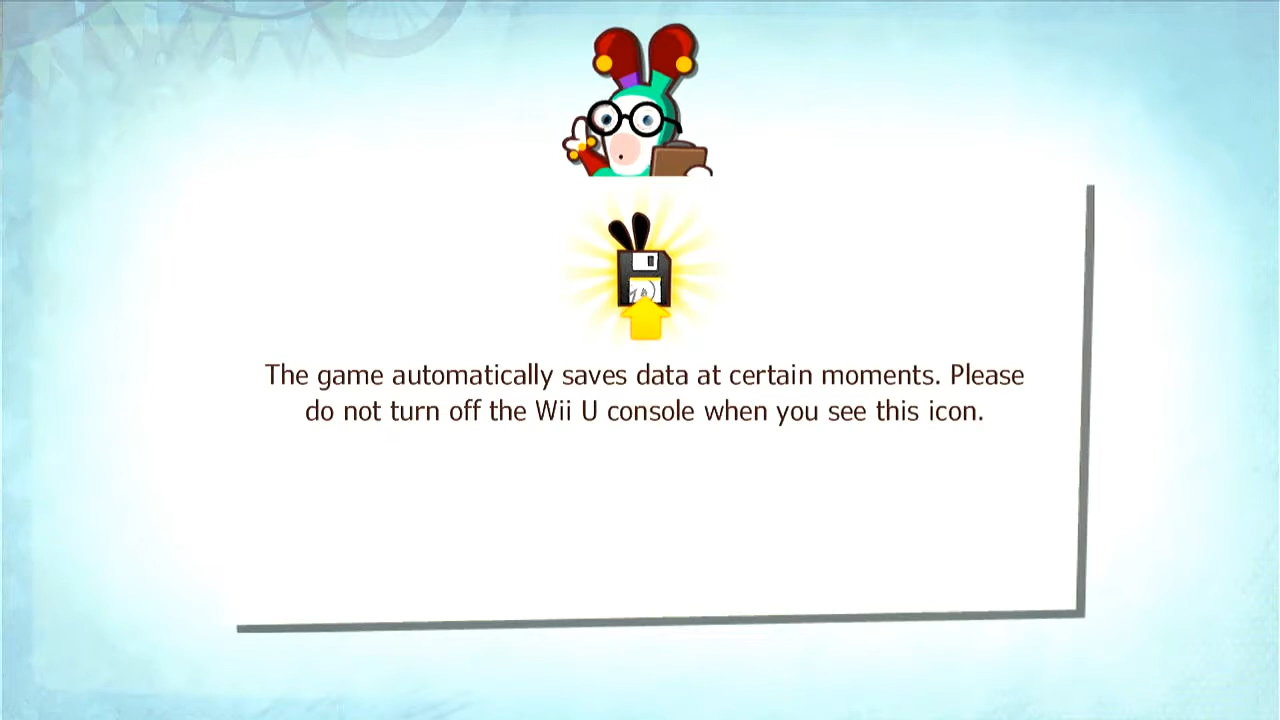 The game automatically saves data at certain moments. Please
do not turn off the Wii U console when you see this icon.